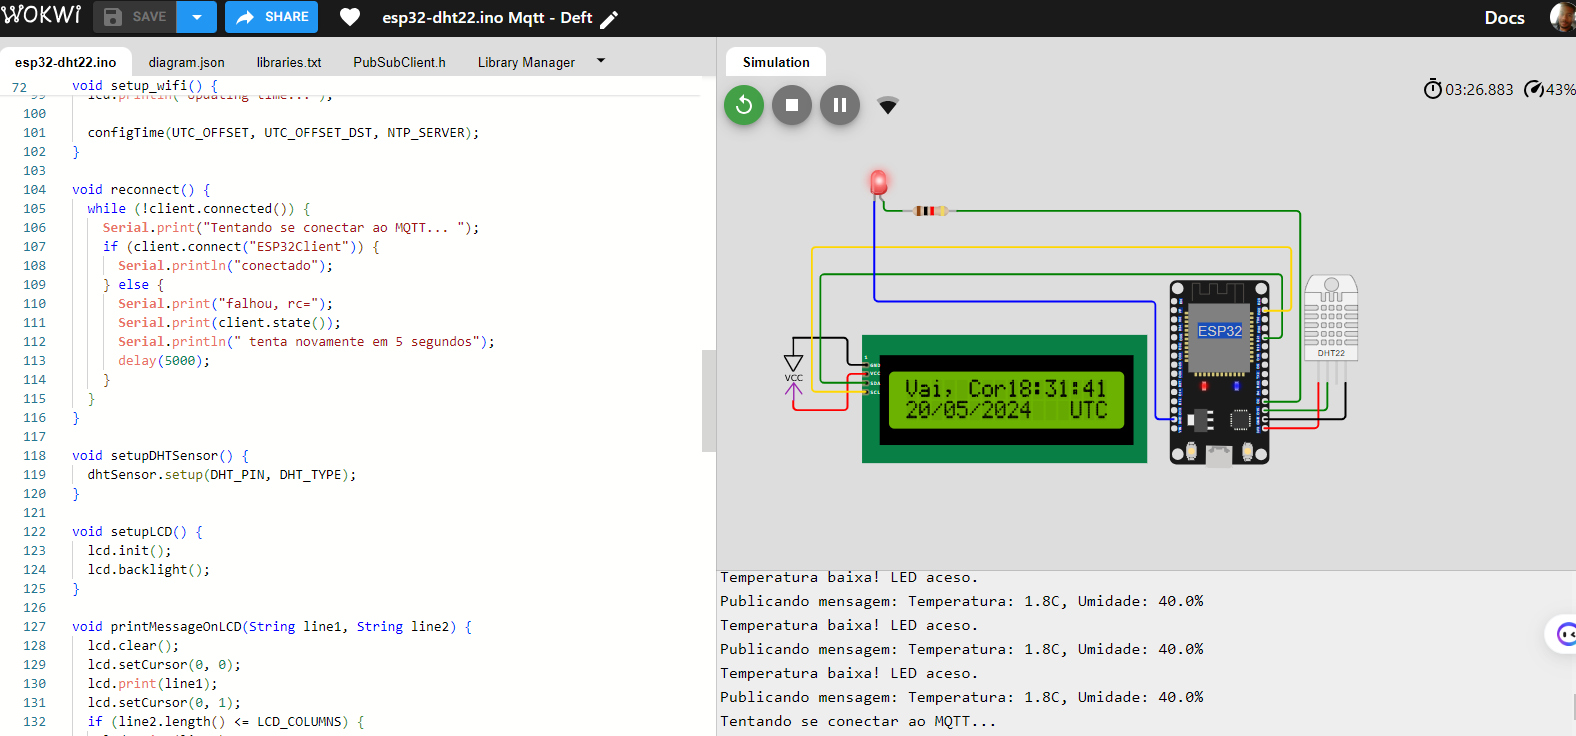 WOKWI SAVE SHARE esp32-dht22.ino Mqtt - Deft Docs
esp32-dht22.ino diagram.json libraries.txt PubSubClient.h Library Manager
Simulation
03:26.883 43%
72 void setup_wifi() {
lcd.println("Updating time...");
100
101 configTime(UTC_OFFSET, UTC_OFFSET_DST, NTP_SERVER);
102 }
103
104 void reconnect() {
105 while (!client.connected()) {
106 Serial.print("Tentando se conectar ao MQTT... ");
107 if (client.connect("ESP32Client")) {
108 Serial.println("conectado");
109 } else {
110 Serial.print("falhou, rc=");
111 Serial.print(client.state());
112 Serial.println(" tenta novamente em 5 segundos");
113 delay(5000);
114 }
115 }
116 }
117
118 void setupDHTSensor() {
119 dhtSensor.setup(DHT_PIN, DHT_TYPE);
120 }
121
122 void setupLCD() {
123 lcd.init();
124 lcd.backlight();
125 }
126
127 void printMessageOnLCD(String line1, String line2) {
128 lcd.clear();
129 lcd.setCursor(0, 0);
130 lcd.print(line1);
131 lcd.setCursor(0, 1);
132 if (line2.length() <= LCD_COLUMNS) {
ESP32
DHT22
VCC
GND
VCC
SDA
SCL
Vai, Cor18:31:41
20/05/2024 UTC
Temperatura baixa! LED aceso.
Publicando mensagem: Temperatura: 1.8C, Umidade: 40.0%
Temperatura baixa! LED aceso.
Publicando mensagem: Temperatura: 1.8C, Umidade: 40.0%
Temperatura baixa! LED aceso.
Publicando mensagem: Temperatura: 1.8C, Umidade: 40.0%
Tentando se conectar ao MQTT...